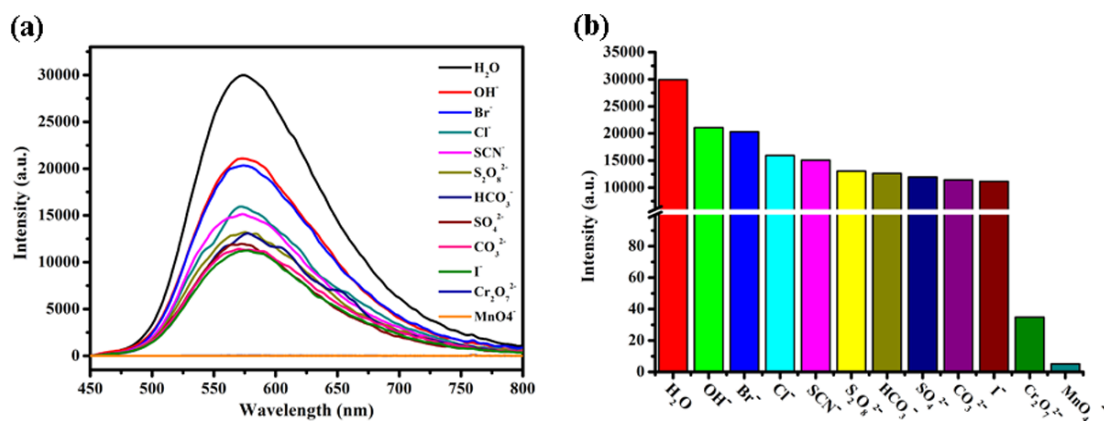 (a)
Intensity (a.u.)
30000
25000
20000
15000
10000
5000
0
450 500 550 600 650 700 750 800
Wavelength (nm)
H₂O
OH⁻
Br⁻
Cl⁻
SCN⁻
S₂O₈²⁻
HCO₃⁻
SO₄²⁻
CO₃²⁻
I⁻
Cr₂O₇²⁻
MnO4⁻
(b)
Intensity (a.u.)
35000
30000
25000
20000
15000
10000
80
60
40
20
0
H₂O OH⁻ Br⁻ Cl⁻ SCN⁻ S₂O₈²⁻ HCO₃⁻ SO₄²⁻ CO₃²⁻ I⁻ Cr₂O₇²⁻ MnO₄⁻